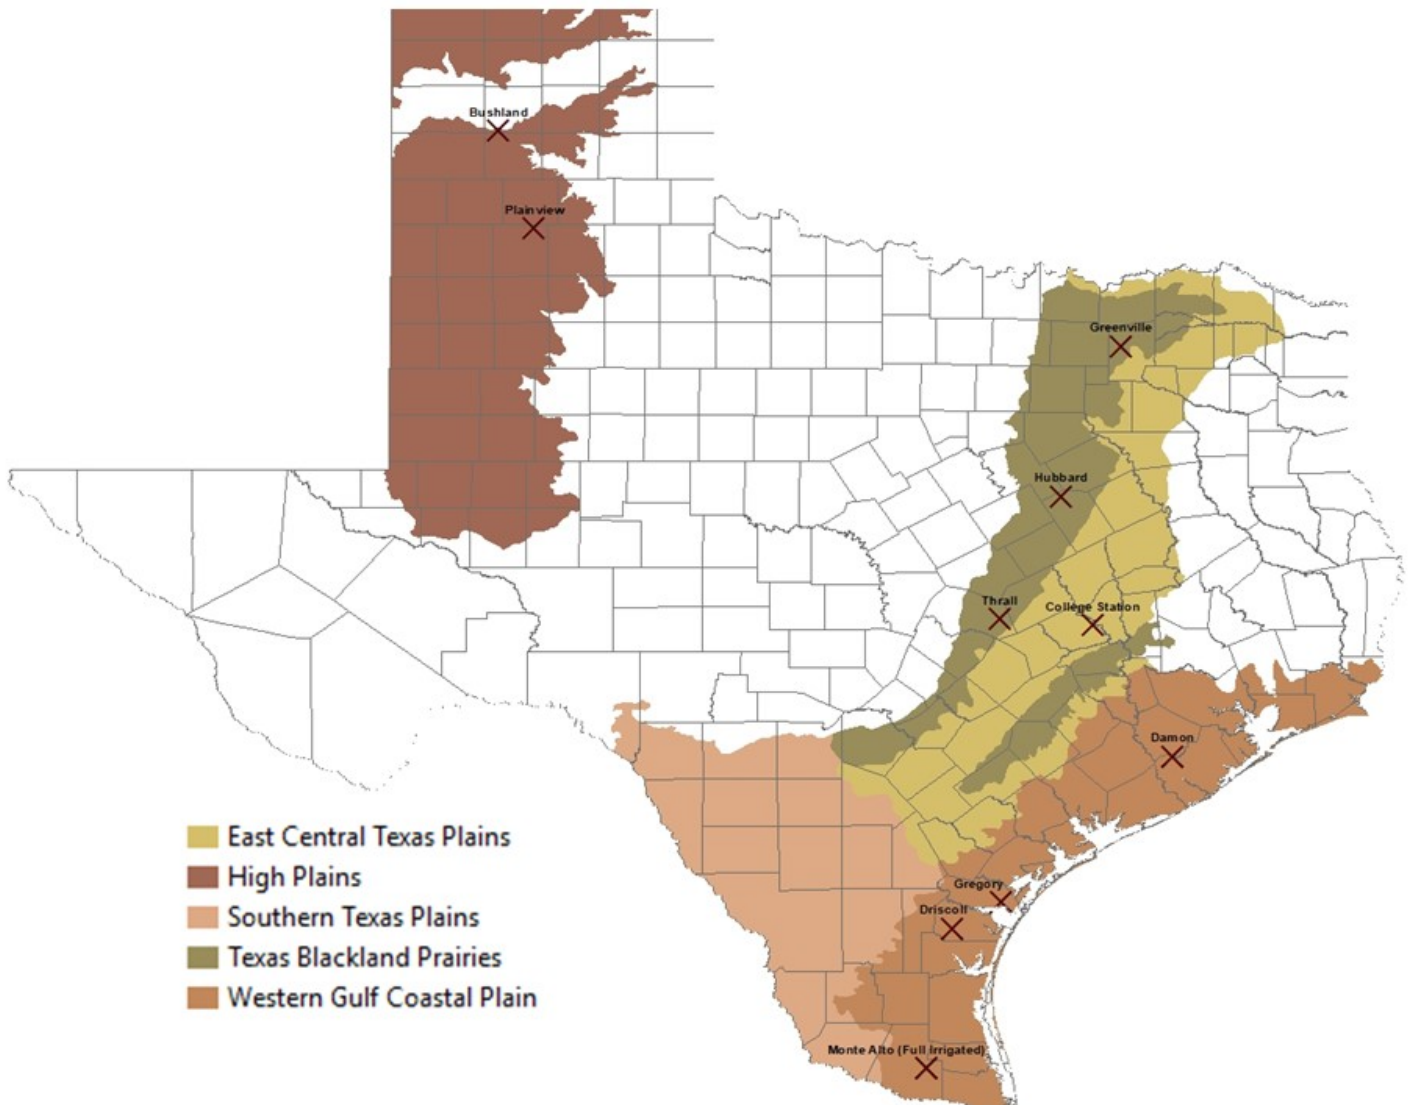 Bushland
Plainview
Greenville
Hubbard
Thrall
College Station
Damon
Gregory
Driscoll
Monte Alto (Full Irrigated)
East Central Texas Plains
High Plains
Southern Texas Plains
Texas Blackland Prairies
Western Gulf Coastal Plain